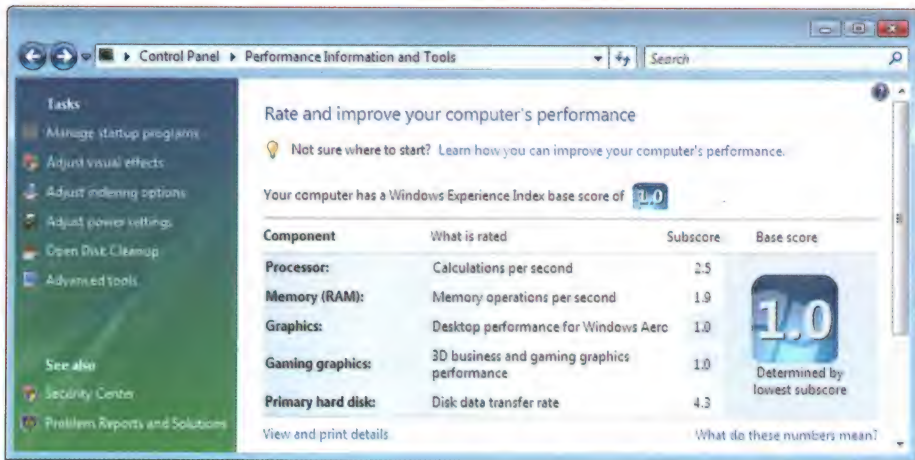 Control Panel Performance Information and Tools
Search
Tasks
Manage startup programs
Adjust visual effects
Adjust indexing options
Adjust power settings
Open Disk Cleanup
Advanced tools
See also
Security Center
Problem Reports and Solutions
Rate and improve your computer's performance
Not sure where to start? Learn how you can improve your computer's performance.
Your computer has a Windows Experience Index base score of 1.0
Component What is rated Subscore Base score
Processor: Calculations per second 2.5
Memory (RAM): Memory operations per second 1.9
Graphics: Desktop performance for Windows Aero 1.0
Gaming graphics: 3D business and gaming graphics performance 1.0
Primary hard disk: Disk data transfer rate 4.3
1.0
Determined by
lowest subscore
View and print details What do these numbers mean?